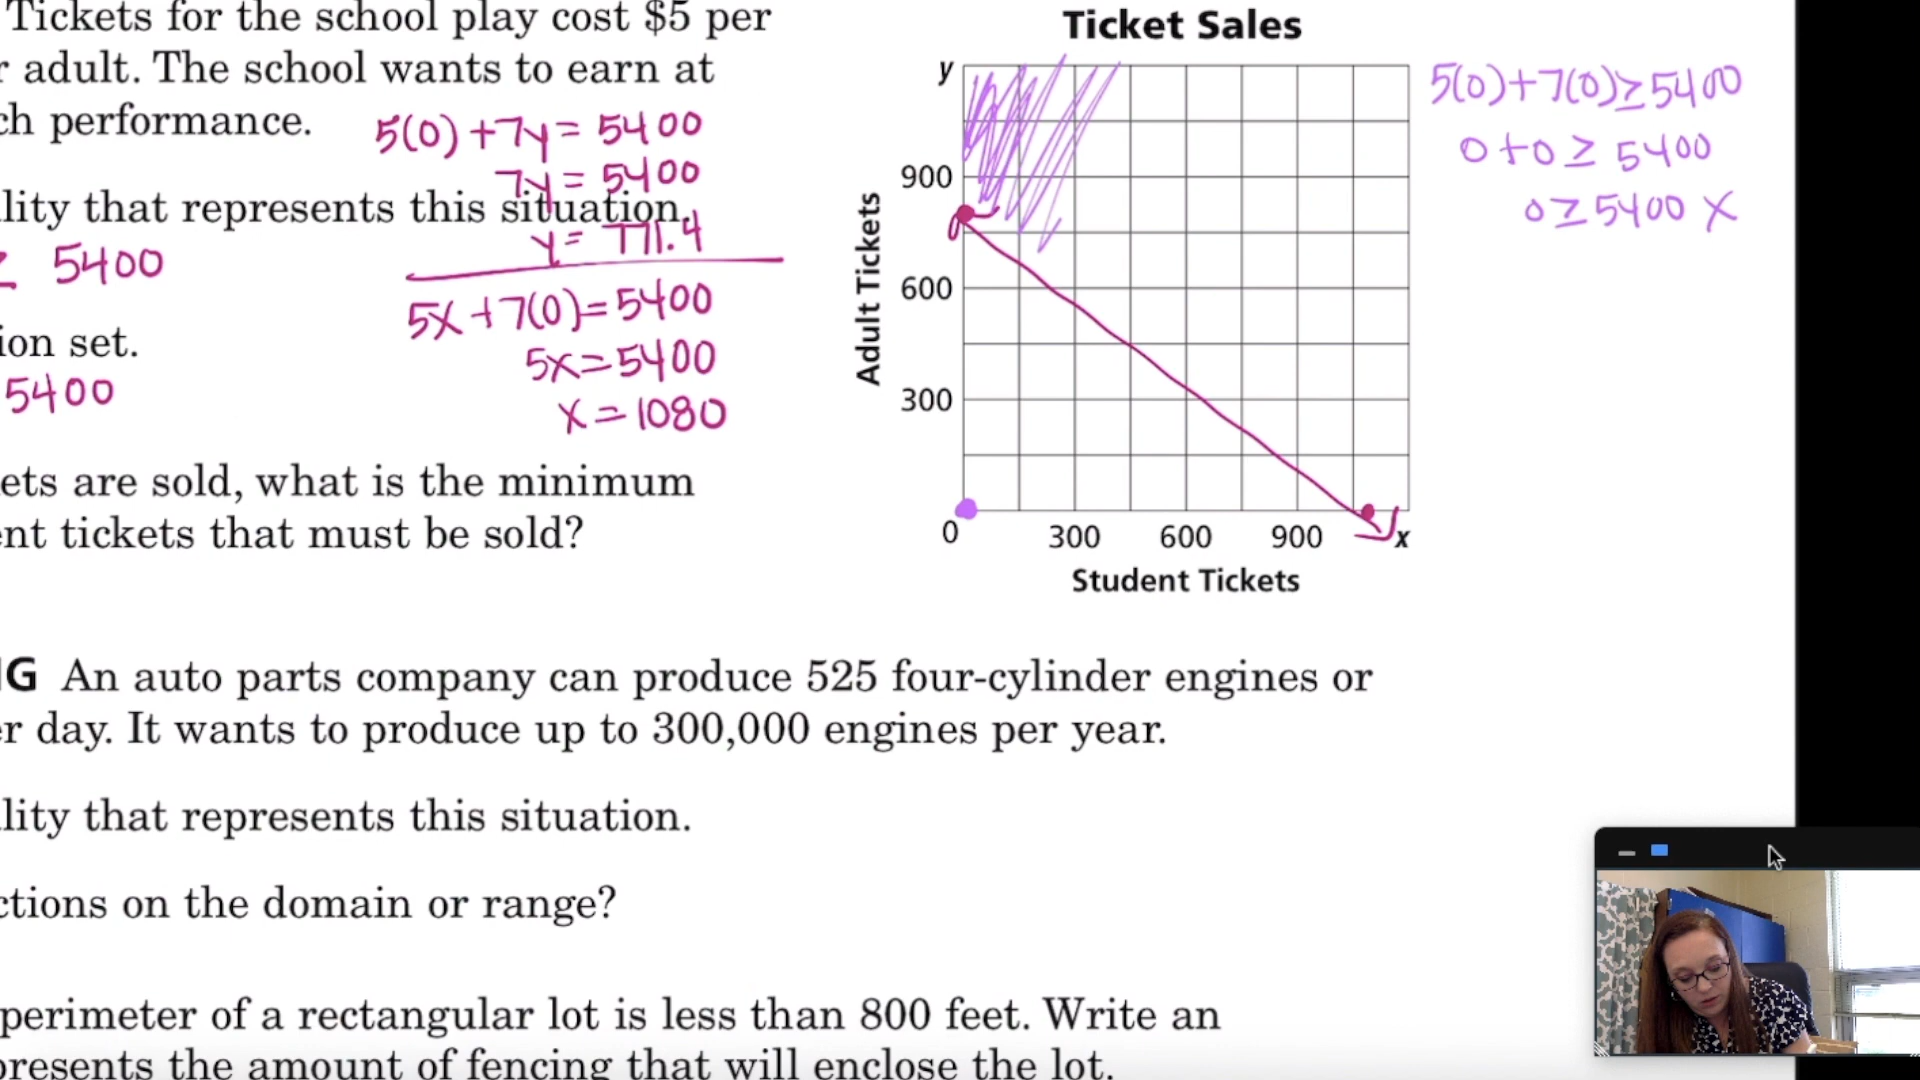 Tickets for the school play cost $5 per
r adult. The school wants to earn at
ch performance.
5(0) +7y = 5400
7y = 5400
lity that represents this situation.
y = 771.4
≥ 5400
5x + 7(0) = 5400
ion set.
5x = 5400
5400
x = 1080
ets are sold, what is the minimum
ent tickets that must be sold?
Ticket Sales
y
900
600
300
0
300 600 900 x
Adult Tickets
Student Tickets
5(0)+7(0)≥5400
0+0 ≥ 5400
0 ≥ 5400 X
NG An auto parts company can produce 525 four-cylinder engines or
er day. It wants to produce up to 300,000 engines per year.
lity that represents this situation.
ctions on the domain or range?
perimeter of a rectangular lot is less than 800 feet. Write an
presents the amount of fencing that will enclose the lot.